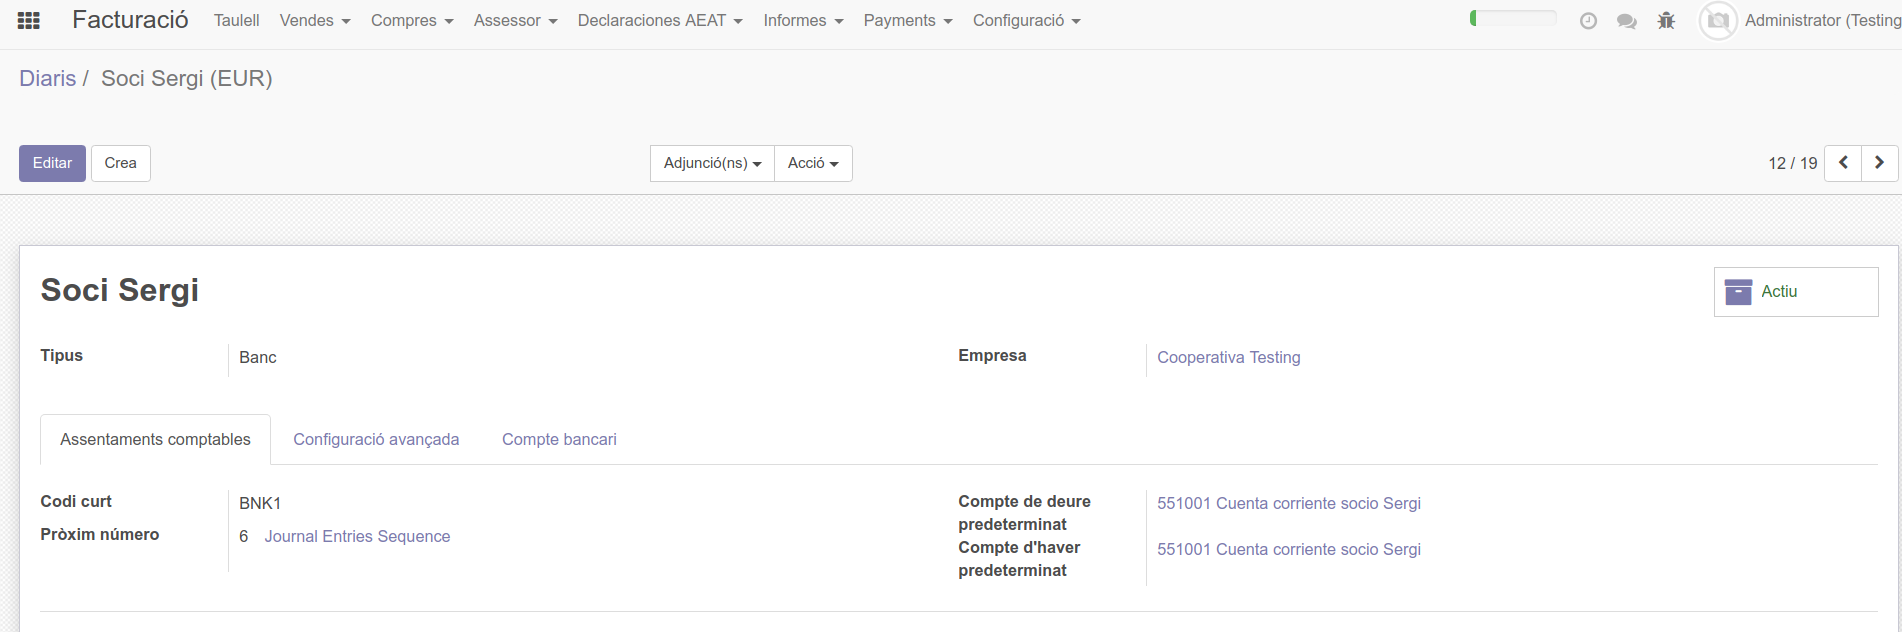 Facturació Taulell Vendes Compres Assessor Declaraciones AEAT Informes Payments Configuració Administrator (Testing
Diaris / Soci Sergi (EUR)
Editar Crea Adjunció(ns) Acció 12 / 19
Soci Sergi
Actiu
Tipus Banc Empresa Cooperativa Testing
Assentaments comptables Configuració avançada Compte bancari
Codi curt BNK1
Pròxim número 6 Journal Entries Sequence
Compte de deure 551001 Cuenta corriente socio Sergi
predeterminat
Compte d'haver 551001 Cuenta corriente socio Sergi
predeterminat